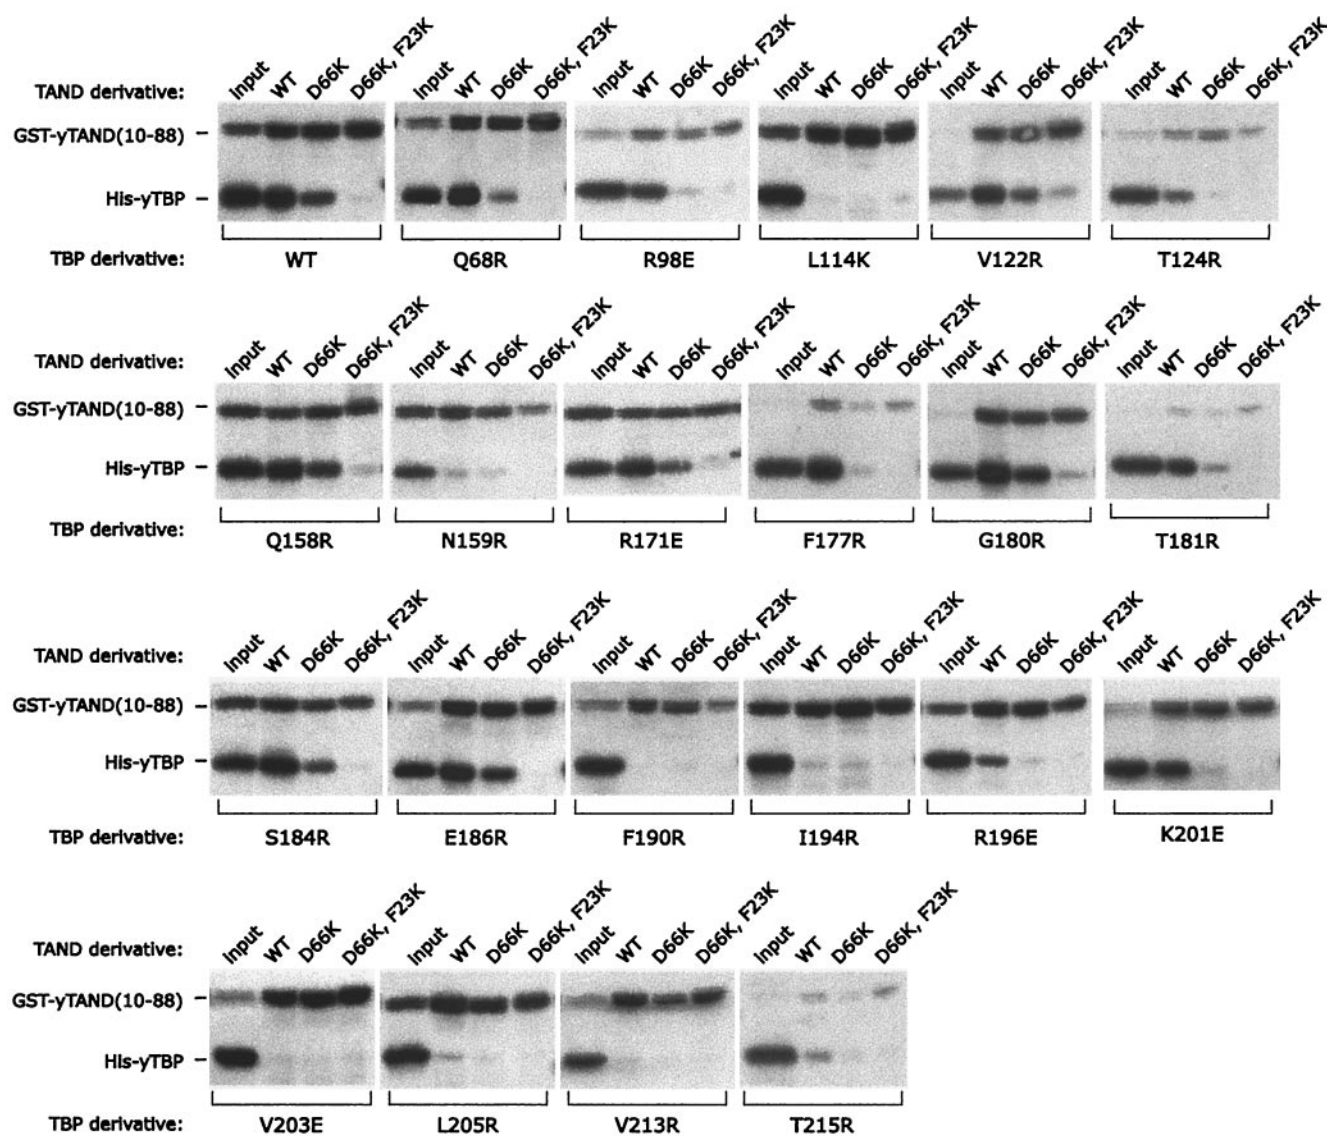 Input WT D66K D66K, F23K Input WT D66K D66K, F23K Input WT D66K D66K, F23K Input WT D66K D66K, F23K Input WT D66K D66K, F23K Input WT D66K D66K, F23K
TAND derivative:
GST-yTAND(10-88) –
His-yTBP –
TBP derivative: WT Q68R R98E L114K V122R T124R
Input WT D66K D66K, F23K Input WT D66K D66K, F23K Input WT D66K D66K, F23K Input WT D66K D66K, F23K Input WT D66K D66K, F23K Input WT D66K D66K, F23K
TAND derivative:
GST-yTAND(10-88) –
His-yTBP –
TBP derivative: Q158R N159R R171E F177R G180R T181R
Input WT D66K D66K, F23K Input WT D66K D66K, F23K Input WT D66K D66K, F23K Input WT D66K D66K, F23K Input WT D66K D66K, F23K Input WT D66K D66K, F23K
TAND derivative:
GST-yTAND(10-88) –
His-yTBP –
TBP derivative: S184R E186R F190R I194R R196E K201E
Input WT D66K D66K, F23K Input WT D66K D66K, F23K Input WT D66K D66K, F23K Input WT D66K D66K, F23K
TAND derivative:
GST-yTAND(10-88) –
His-yTBP –
TBP derivative: V203E L205R V213R T215R